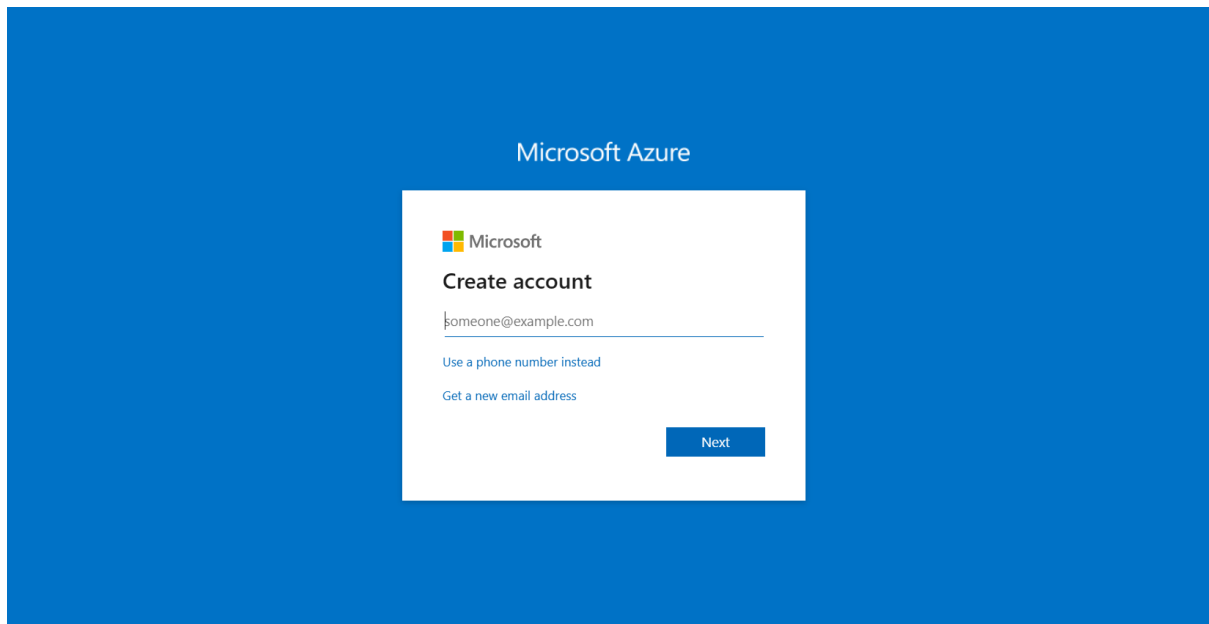 Microsoft Azure
Microsoft
Create account
someone@example.com
Use a phone number instead
Get a new email address
Next